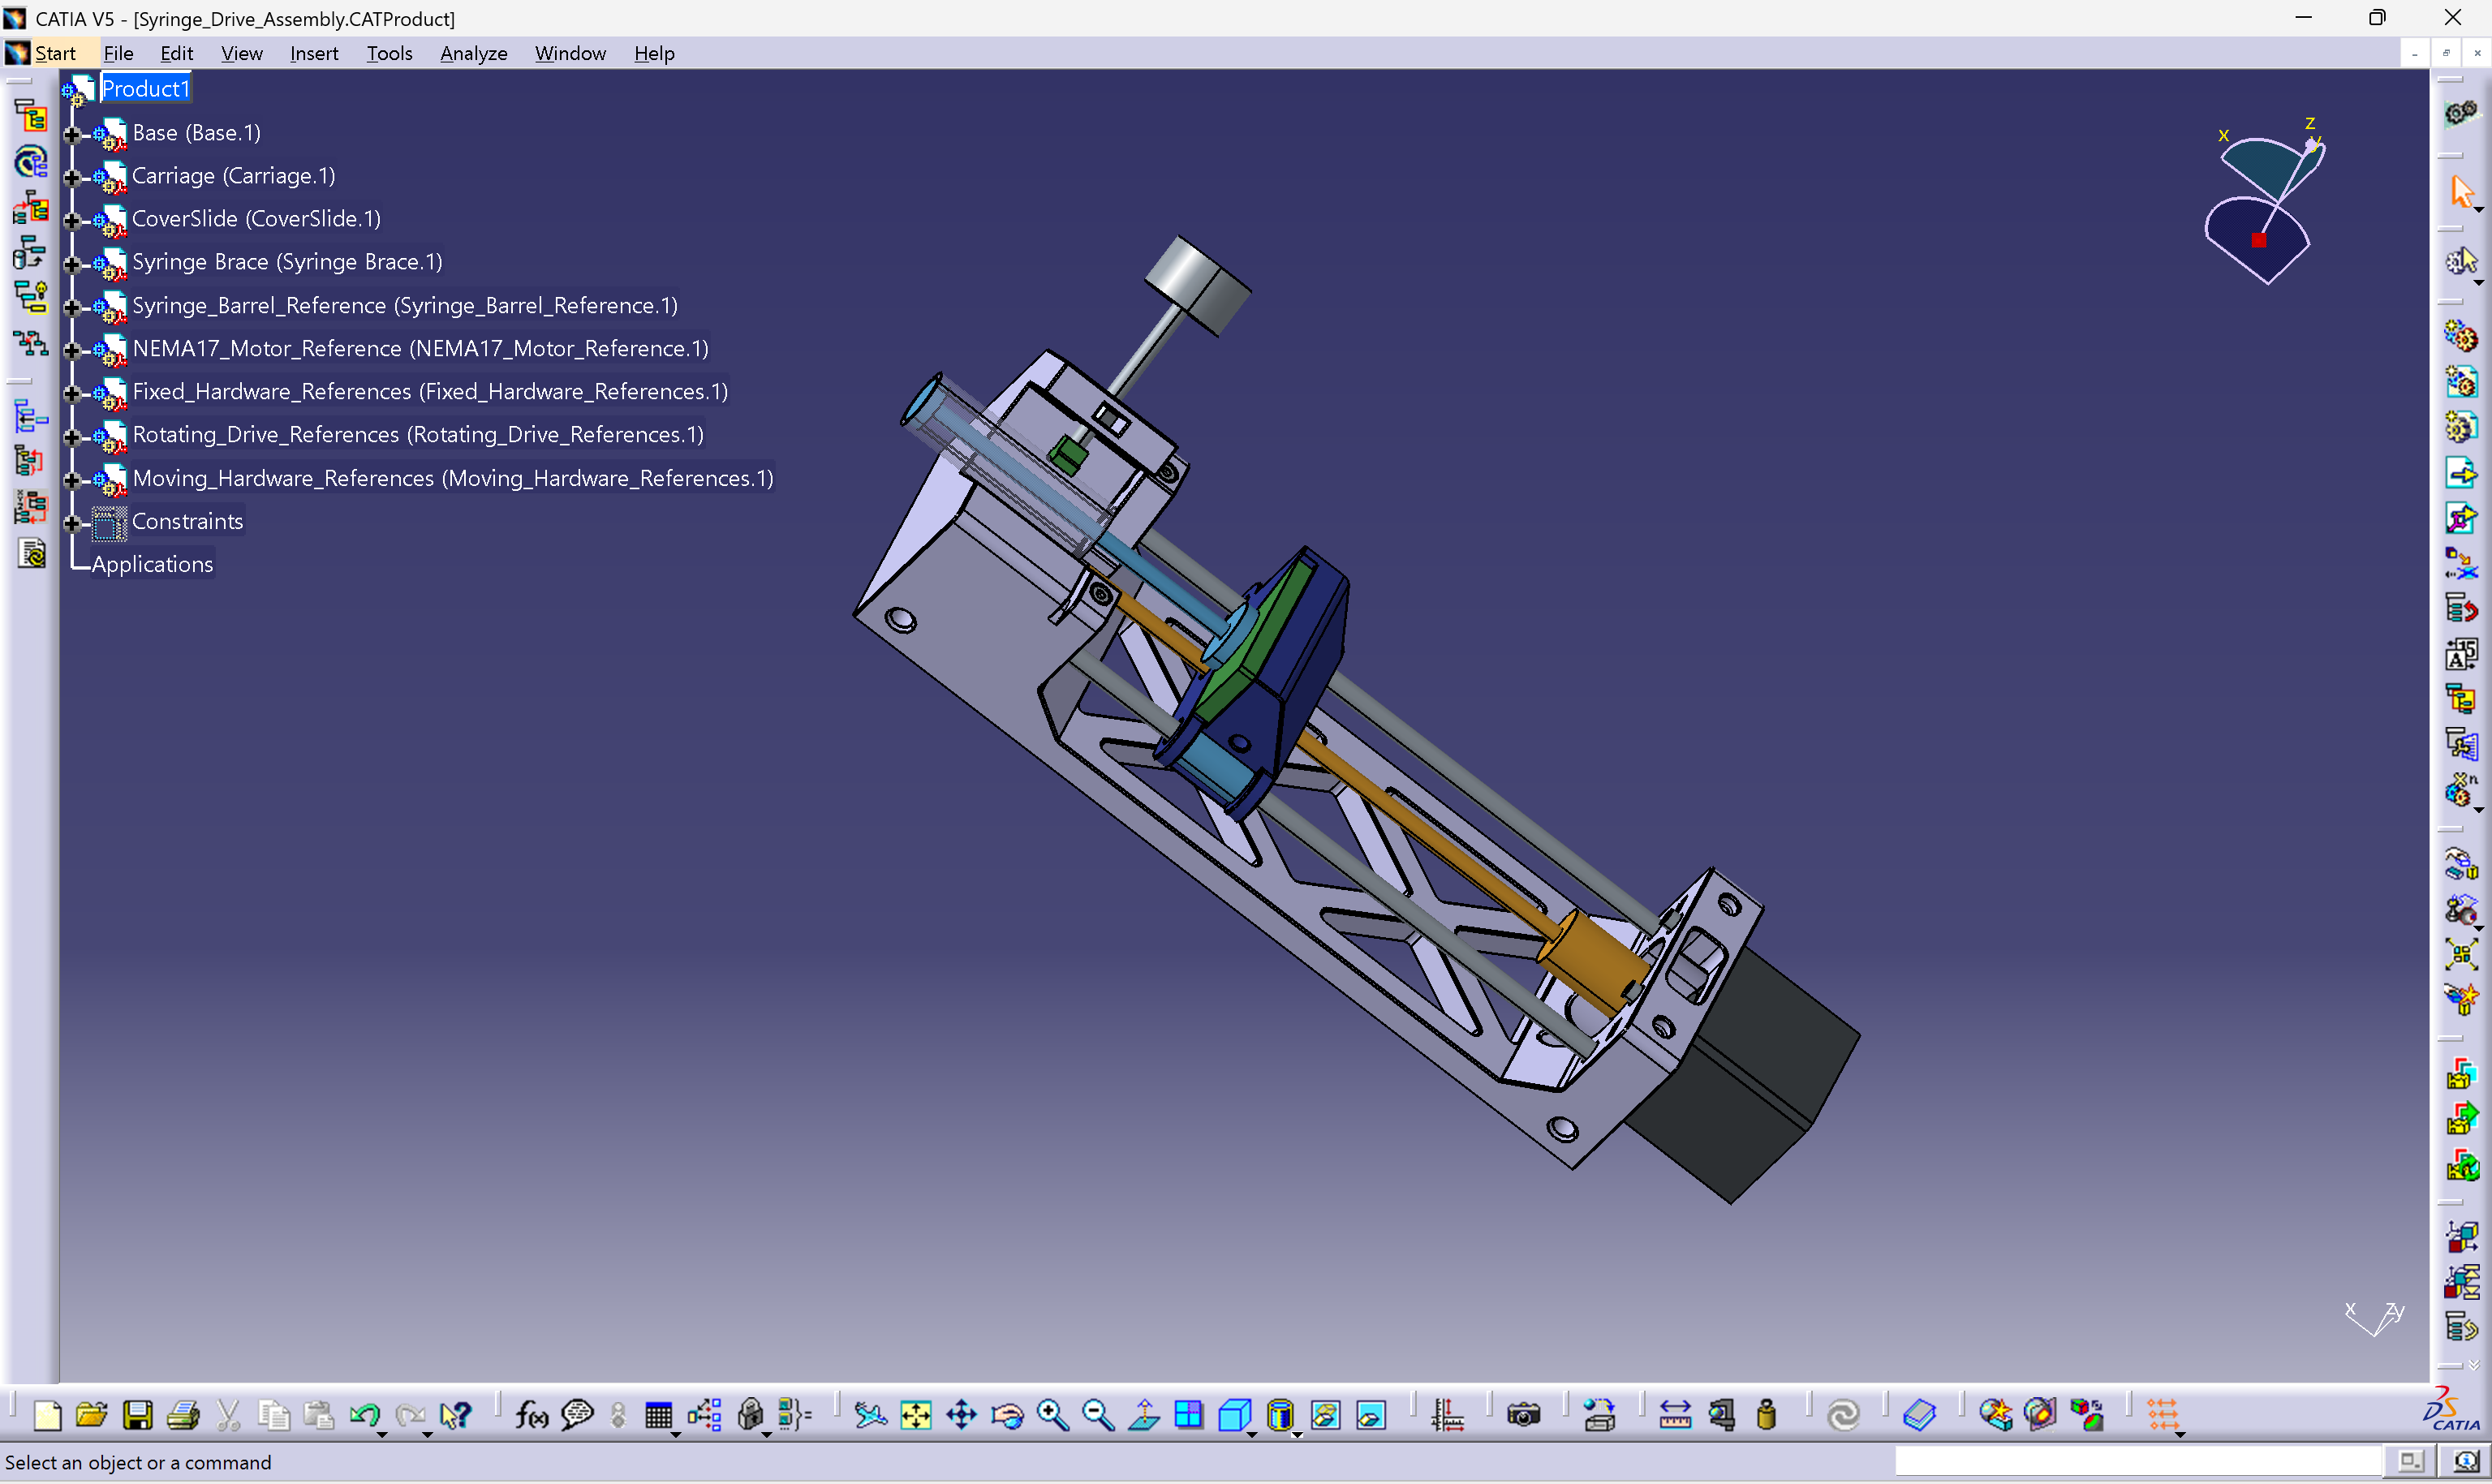 CATIA V5 - [Syringe_Drive_Assembly.CATProduct]
Start File Edit View Insert Tools Analyze Window Help
Product1
Base (Base.1)
Carriage (Carriage.1)
CoverSlide (CoverSlide.1)
Syringe Brace (Syringe Brace.1)
Syringe_Barrel_Reference (Syringe_Barrel_Reference.1)
NEMA17_Motor_Reference (NEMA17_Motor_Reference.1)
Fixed_Hardware_References (Fixed_Hardware_References.1)
Rotating_Drive_References (Rotating_Drive_References.1)
Moving_Hardware_References (Moving_Hardware_References.1)
Constraints
Applications
x z y
x z y
f(x)
CATIA
Select an object or a command